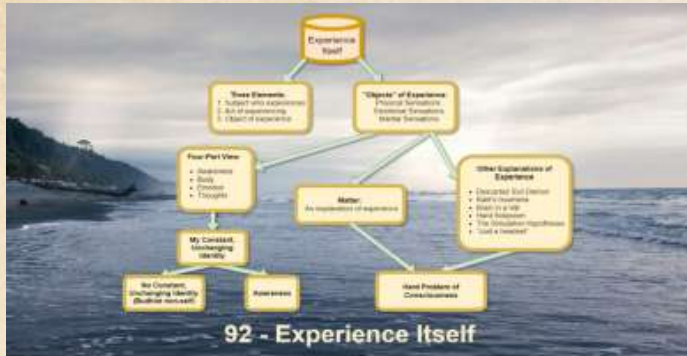 Experience
Itself
Three Elements:
1. Subject who experiences
2. Act of experiencing
3. Object of experience
"Objects" of Experience:
Physical Sensations
Emotional Sensations
Mental Sensations
Four-Part View:
• Awareness
• Body
• Emotion
• Thoughts
Matter:
An explanation of experience
Other Explanations of
Experience
• Descartes' Evil Demon
• Kant's Noumena
• Brain in a Vat
• Hard Solipsism
• The Simulation Hypothesis
My Constant,
Unchanging
Identity
No Constant,
Unchanging Identity
(Buddhist non-self)
Awareness
Hard Problem of
Consciousness
92 - Experience Itself